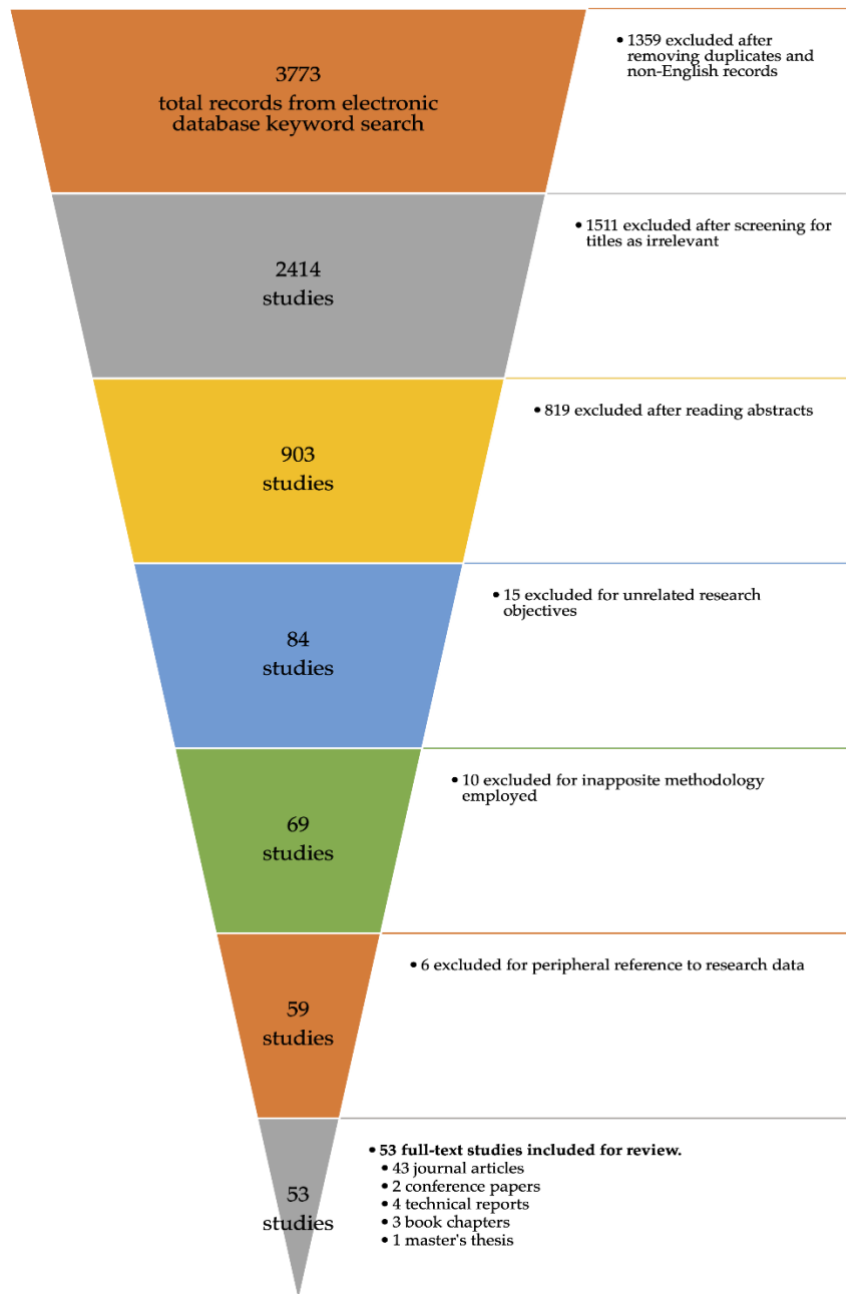 3773
total records from electronic
database keyword search
• 1359 excluded after
removing duplicates and
non-English records
2414
studies
• 1511 excluded after screening for
titles as irrelevant
903
studies
• 819 excluded after reading abstracts
84
studies
• 15 excluded for unrelated research
objectives
69
studies
• 10 excluded for inapposite methodology
employed
59
studies
• 6 excluded for peripheral reference to research data
53
studies
• 53 full-text studies included for review.
• 43 journal articles
• 2 conference papers
• 4 technical reports
• 3 book chapters
• 1 master's thesis